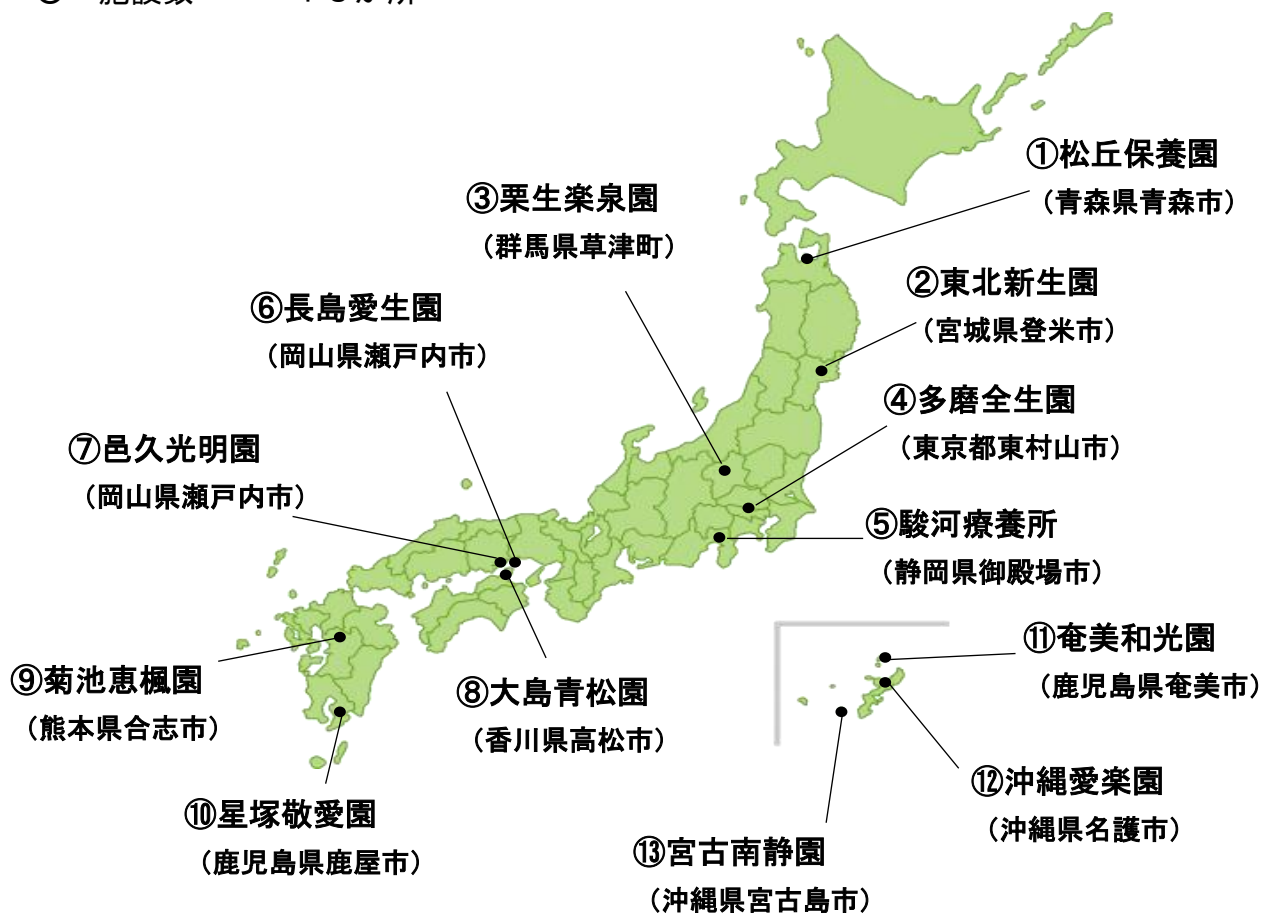 ①松丘保養園
（青森県青森市）
③栗生楽泉園
（群馬県草津町）
②東北新生園
（宮城県登米市）
⑥長島愛生園
（岡山県瀬戸内市）
④多磨全生園
（東京都東村山市）
⑦邑久光明園
（岡山県瀬戸内市）
⑤駿河療養所
（静岡県御殿場市）
⑪奄美和光園
（鹿児島県奄美市）
⑨菊池恵楓園
（熊本県合志市）
⑧大島青松園
（香川県高松市）
⑫沖縄愛楽園
（沖縄県名護市）
⑩星塚敬愛園
（鹿児島県鹿屋市）
⑬宮古南静園
（沖縄県宮古島市）